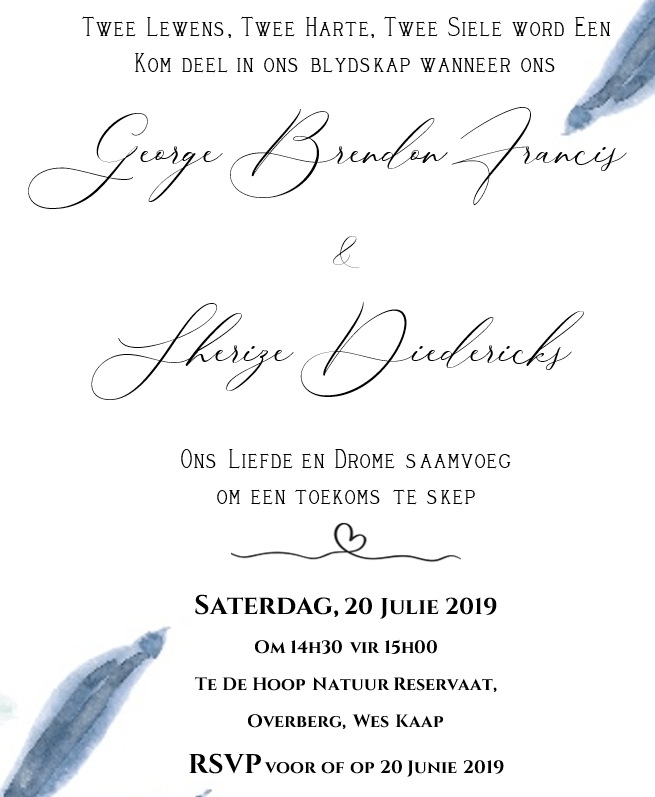 Twee Lewens, Twee Harte, Twee Siele word Een
Kom deel in ons blydskap wanneer ons
George Brendon Francis
&
Sherize Diedericks
Ons Liefde en Drome saamvoeg
om een toekoms te skep
Saterdag, 20 Julie 2019
Om 14h30 vir 15h00
Te De Hoop Natuur Reservaat,
Overberg, Wes Kaap
RSVP voor of op 20 Junie 2019